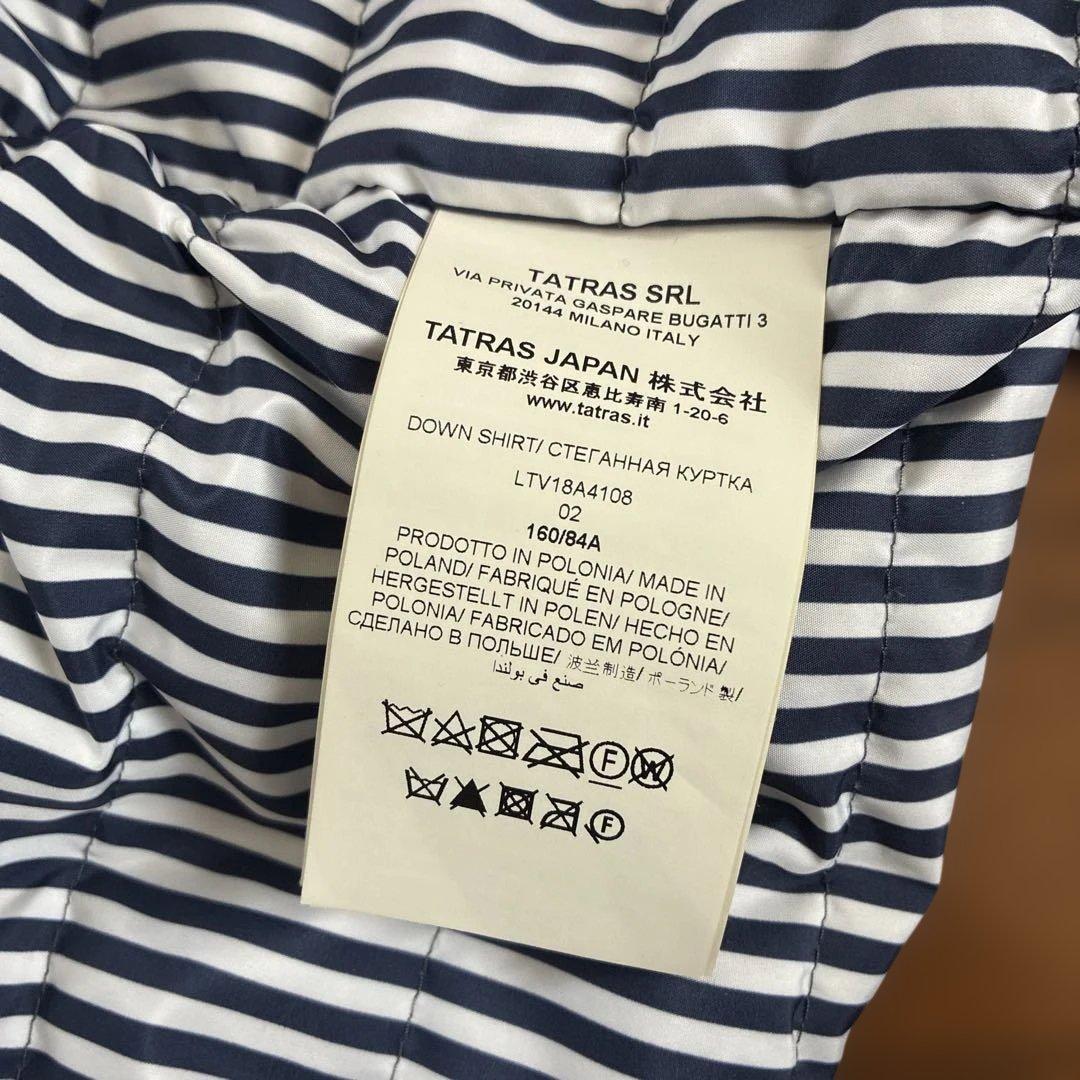 TATRAS SRL
VIA PRIVATA GASPARE BUGATTI 3
20144 MILANO ITALY
TATRAS JAPAN 株式会社
東京都渋谷区恵比寿南 1-20-6
www.tatras.it
DOWN SHIRT/ СТЕГАННАЯ КУРТКА
LTV18A4108
02
160/84A
PRODOTTO IN POLONIA/ MADE IN
POLAND/ FABRIQUÉ EN POLOGNE/
HERGESTELLT IN POLEN/ HECHO EN
POLONIA/ FABRICADO EM POLÓNIA/
СДЕЛАНО В ПОЛЬШЕ/ 波兰制造/ ポーランド製/
صنع في بولندا
F W
F